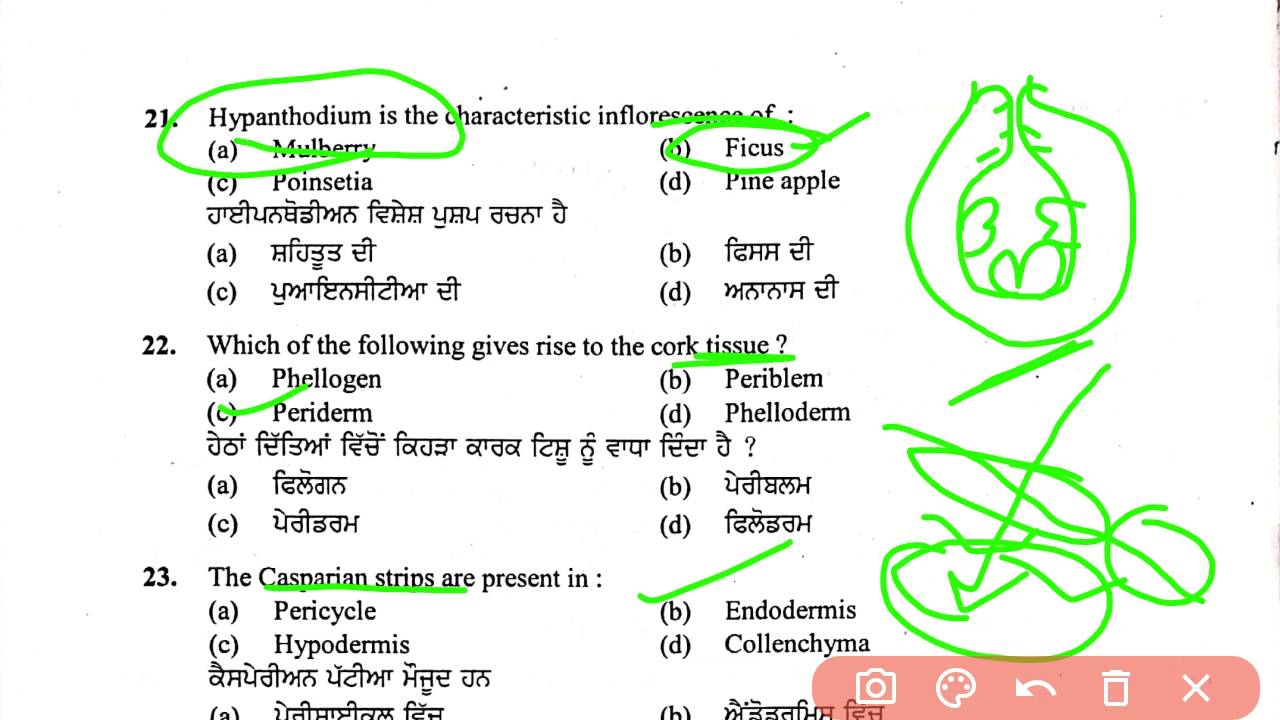 21. Hypanthodium is the characteristic inflorescence of :
(a) Mulberry (b) Ficus
(c) Poinsetia (d) Pine apple
ਹਾਈਪਨਥੋਡੀਅਨ ਵਿਸ਼ੇਸ਼ ਪੁਸ਼ਪ ਰਚਨਾ ਹੈ
(a) ਸ਼ਹਿਤੂਤ ਦੀ (b) ਫਿਸਸ ਦੀ
(c) ਪੁਆਇਨਸੀਟੀਆ ਦੀ (d) ਅਨਾਨਾਸ ਦੀ
22. Which of the following gives rise to the cork tissue ?
(a) Phellogen (b) Periblem
(c) Periderm (d) Phelloderm
ਹੇਠਾਂ ਦਿੱਤਿਆਂ ਵਿੱਚੋਂ ਕਿਹੜਾ ਕਾਰਕ ਟਿਸ਼ੂ ਨੂੰ ਵਾਧਾ ਦਿੰਦਾ ਹੈ ?
(a) ਫਿਲੋਗਨ (b) ਪੇਰੀਬਲਮ
(c) ਪੇਰੀਡਰਮ (d) ਫਿਲੋਡਰਮ
23. The Casparian strips are present in :
(a) Pericycle (b) Endodermis
(c) Hypodermis (d) Collenchyma
ਕੈਸਪੇਰੀਅਨ ਪੱਟੀਆ ਮੌਜੂਦ ਹਨ
(a) ਪੇਰੀਸਾਈਕਲ ਵਿੱਚ (b) ਐਂਡੋਡਰਮਿਸ ਵਿੱਚ